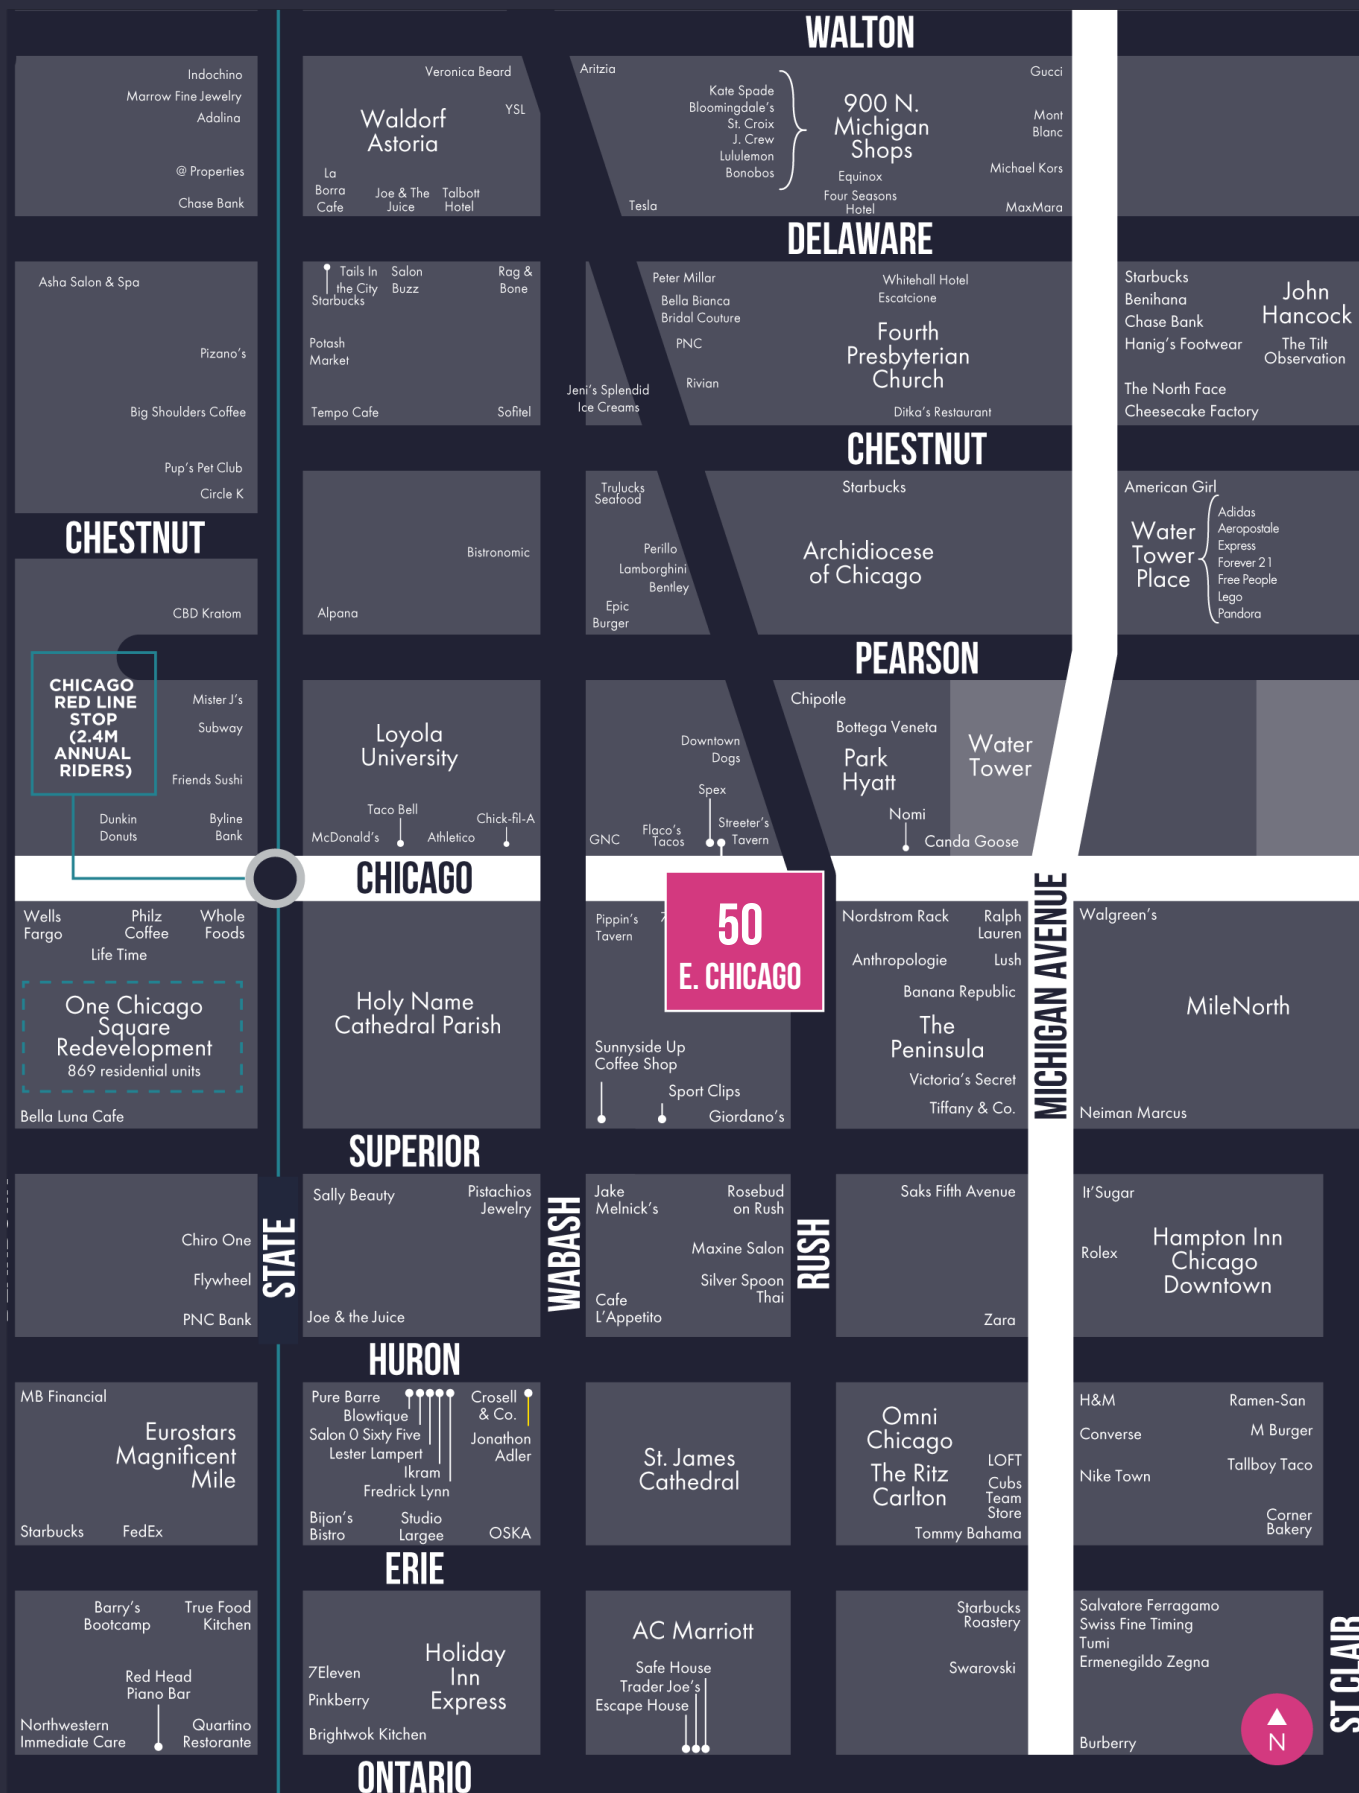 WALTON
Indochino
Marrow Fine Jewelry
Adalina
@ Properties
Chase Bank
Veronica Beard
YSL
Waldorf
Astoria
La
Borra
Cafe
Joe & The
Juice
Talbott
Hotel
Aritzia
Kate Spade
Bloomingdale's
St. Croix
J. Crew
Lululemon
Bonobos
900 N.
Michigan
Shops
Equinox
Four Seasons
Hotel
Tesla
Gucci
Mont
Blanc
Michael Kors
MaxMara
DELAWARE
Asha Salon & Spa
Pizano's
Big Shoulders Coffee
Pup's Pet Club
Circle K
Tails In
the City
Starbucks
Salon
Buzz
Rag &
Bone
Potash
Market
Tempo Cafe
Sofitel
Jeni's Splendid
Ice Creams
Peter Millar
Bella Bianca
Bridal Couture
PNC
Rivian
Whitehall Hotel
Escatcione
Fourth
Presbyterian
Church
Ditka's Restaurant
Starbucks
Benihana
Chase Bank
Hanig's Footwear
The North Face
Cheesecake Factory
John
Hancock
The Tilt
Observation
CHESTNUT
CHESTNUT
CBD Kratom
Bistronomic
Alpana
Trulucks
Seafood
Perillo
Lamborghini
Bentley
Epic
Burger
Starbucks
Archidiocese
of Chicago
American Girl
Water
Tower
Place
Adidas
Aeropostale
Express
Forever 21
Free People
Lego
Pandora
PEARSON
CHICAGO
RED LINE
STOP
(2.4M
ANNUAL
RIDERS)
Mister J's
Subway
Friends Sushi
Dunkin
Donuts
Byline
Bank
Loyola
University
Taco Bell
McDonald's
Athletico
Chick-fil-A
Downtown
Dogs
Spex
GNC
Flaco's
Tacos
Streeter's
Tavern
Chipotle
Bottega Veneta
Park
Hyatt
Nomi
Canda Goose
Water
Tower
CHICAGO
Wells
Fargo
Philz
Coffee
Whole
Foods
Life Time
One Chicago
Square
Redevelopment
869 residential units
Bella Luna Cafe
Holy Name
Cathedral Parish
Pippin's
Tavern
7
50
E. CHICAGO
Sunnyside Up
Coffee Shop
Sport Clips
Giordano's
Nordstrom Rack
Ralph
Lauren
Anthropologie
Lush
Banana Republic
The
Peninsula
Victoria's Secret
Tiffany & Co.
MICHIGAN AVENUE
Walgreen's
MileNorth
Neiman Marcus
SUPERIOR
Chiro One
Flywheel
PNC Bank
STATE
Sally Beauty
Pistachios
Jewelry
Joe & the Juice
WABASH
Jake
Melnick's
Rosebud
on Rush
Maxine Salon
Silver Spoon
Thai
Cafe
L'Appetito
RUSH
Saks Fifth Avenue
Zara
It'Sugar
Rolex
Hampton Inn
Chicago
Downtown
HURON
MB Financial
Eurostars
Magnificent
Mile
Starbucks
FedEx
Pure Barre
Blowtique
Salon 0 Sixty Five
Lester Lampert
Ikram
Fredrick Lynn
Crosell
& Co.
Jonathon
Adler
Bijon's
Bistro
Studio
Largee
OSKA
St. James
Cathedral
Omni
Chicago
The Ritz
Carlton
LOFT
Cubs
Team
Store
Tommy Bahama
H&M
Converse
Nike Town
Ramen-San
M Burger
Tallboy Taco
Corner
Bakery
ERIE
Barry's
Bootcamp
True Food
Kitchen
Red Head
Piano Bar
Northwestern
Immediate Care
Quartino
Restorante
7Eleven
Pinkberry
Brightwok Kitchen
Holiday
Inn
Express
AC Marriott
Safe House
Trader Joe's
Escape House
Starbucks
Roastery
Swarovski
Salvatore Ferragamo
Swiss Fine Timing
Tumi
Ermenegildo Zegna
Burberry
N
ST CLAIR
ONTARIO